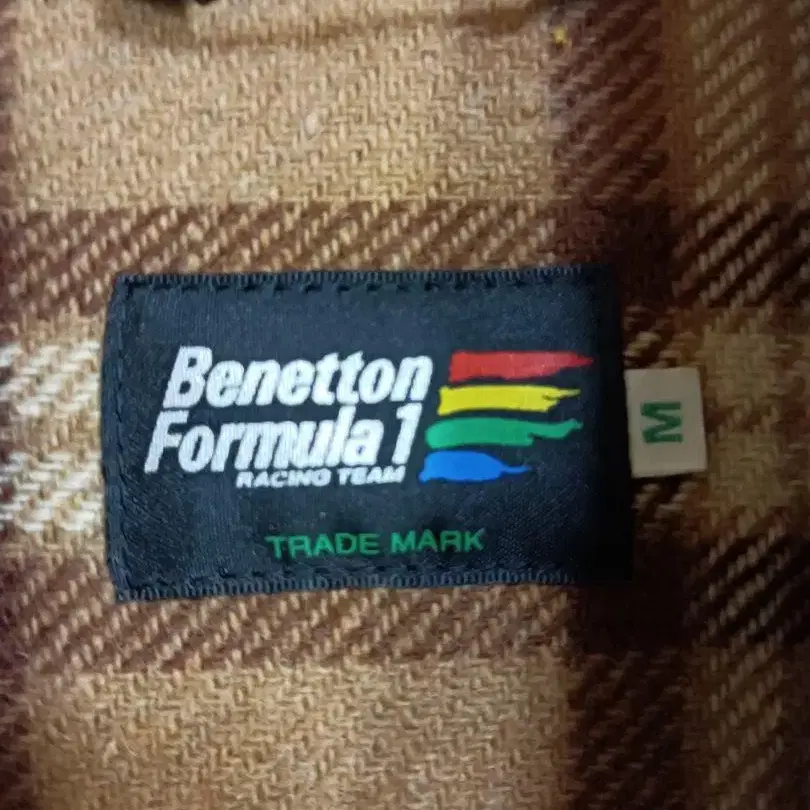 Benetton
Formula 1
RACING TEAM
TRADE MARK
M